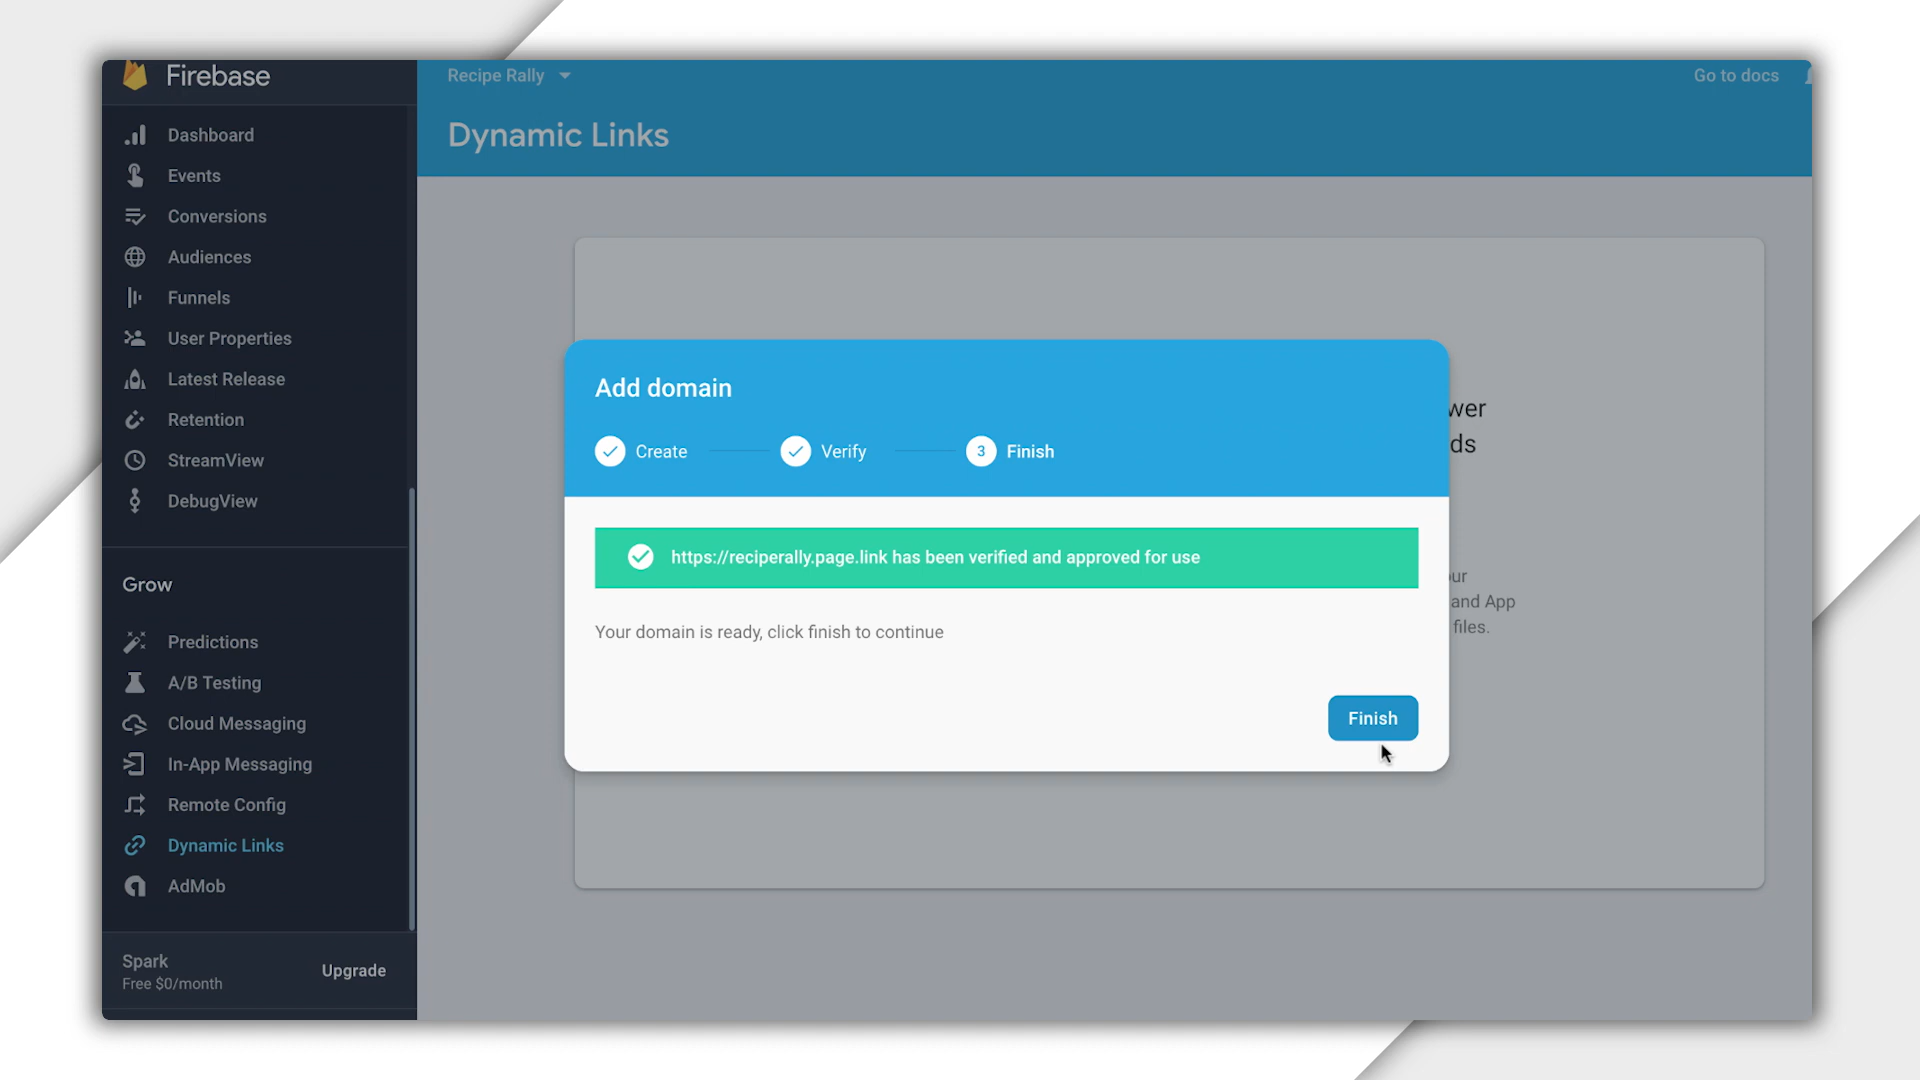 Firebase
Dashboard
Events
Conversions
Audiences
Funnels
User Properties
Latest Release
Retention
StreamView
DebugView
Grow
Predictions
A/B Testing
Cloud Messaging
In-App Messaging
Remote Config
Dynamic Links
AdMob
Spark
Free $0/month
Upgrade
Recipe Rally
Go to docs
Dynamic Links
Add domain
Create
Verify
3 Finish
https://reciperally.page.link has been verified and approved for use
Your domain is ready, click finish to continue
Finish
and App
files.